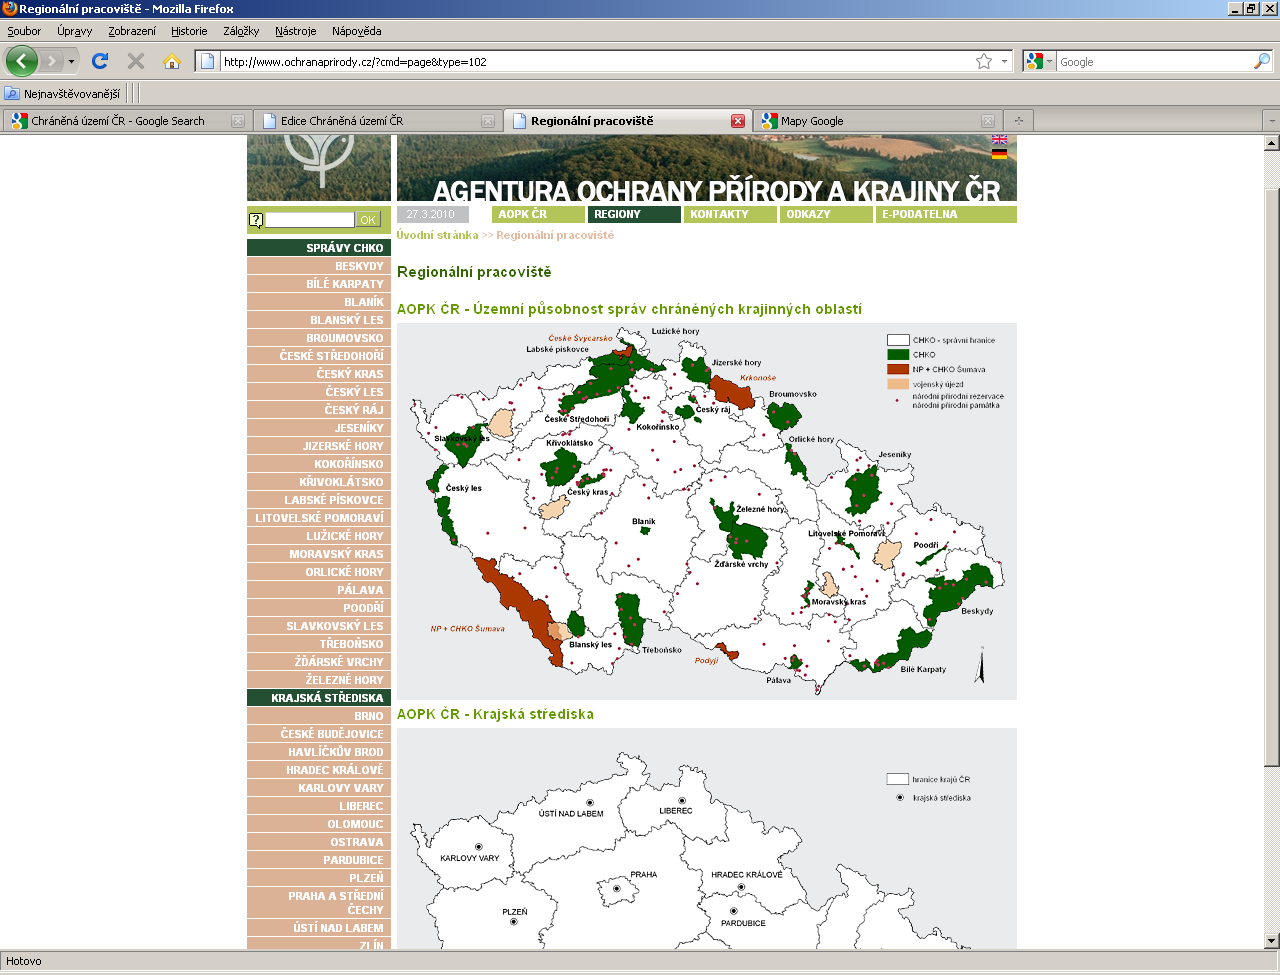 Regionální pracoviště - Mozilla Firefox
Soubor Úpravy Zobrazení Historie Záložky Nástroje Nápověda
http://www.ochranaprirody.cz/?cmd=page&type=102
Google
Nejnavštěvovanější
Chráněná území ČR - Google Search
Edice Chráněná území ČR
Regionální pracoviště
Mapy Google
AGENTURA OCHRANY PŘÍRODY A KRAJINY ČR
? OK
27.3.2010 AOPK ČR REGIONY KONTAKTY ODKAZY E-PODATELNA
Úvodní stránka >> Regionální pracoviště
SPRÁVY CHKO
BESKYDY
BÍLÉ KARPATY
BLANÍK
BLANSKÝ LES
BROUMOVSKO
ČESKÉ STŘEDOHOŘÍ
ČESKÝ KRAS
ČESKÝ LES
ČESKÝ RÁJ
JESENÍKY
JIZERSKÉ HORY
KOKOŘÍNSKO
KŘIVOKLÁTSKO
LABSKÉ PÍSKOVCE
LITOVELSKÉ POMORAVÍ
LUŽICKÉ HORY
MORAVSKÝ KRAS
ORLICKÉ HORY
PÁLAVA
POODŘÍ
SLAVKOVSKÝ LES
TŘEBOŇSKO
ŽĎÁRSKÉ VRCHY
ŽELEZNÉ HORY
KRAJSKÁ STŘEDISKA
BRNO
ČESKÉ BUDĚJOVICE
HAVLÍČKŮV BROD
HRADEC KRÁLOVÉ
KARLOVY VARY
LIBEREC
OLOMOUC
OSTRAVA
PARDUBICE
PLZEŇ
PRAHA A STŘEDNÍ
ČECHY
ÚSTÍ NAD LABEM
ZLÍN
Regionální pracoviště
AOPK ČR - Územní působnost správ chráněných krajinných oblastí
Lužické hory
České Švýcarsko
Labské pískovce
Jizerské hory
Krkonoše
Broumovsko
CHKO - správní hranice
CHKO
NP + CHKO Šumava
vojenský újezd
národní přírodní rezervace
národní přírodní památka
České Středohoří
Český ráj
Kokořínsko
Slavkovský les
Křivoklátsko
Orlické hory
Jeseníky
Český les
Český kras
Železné hory
Blaník
Litovelské Pomoraví
Poodří
Žďárské vrchy
Moravský kras
Beskydy
NP + CHKO Šumava
Blanský les
Třeboňsko
Podyjí
Pálava
Bílé Karpaty
AOPK ČR - Krajská střediska
hranice krajů ČR
krajská střediska
ÚSTÍ NAD LABEM
LIBEREC
KARLOVY VARY
PRAHA
HRADEC KRÁLOVÉ
PLZEŇ
PARDUBICE
Hotovo